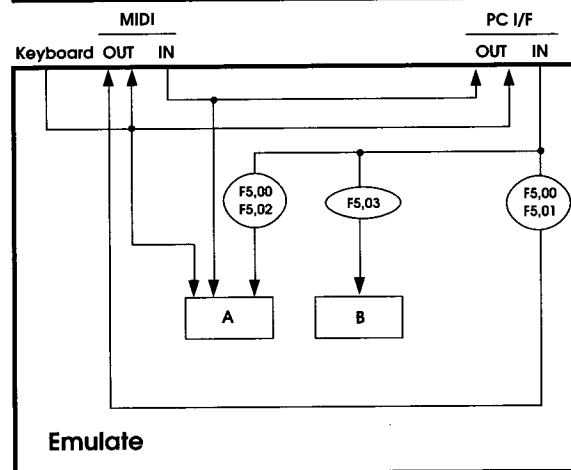 MIDI
PC I/F
Keyboard OUT IN
OUT IN
F5,00
F5,02
F5,03
F5,00
F5,01
A
B
Emulate